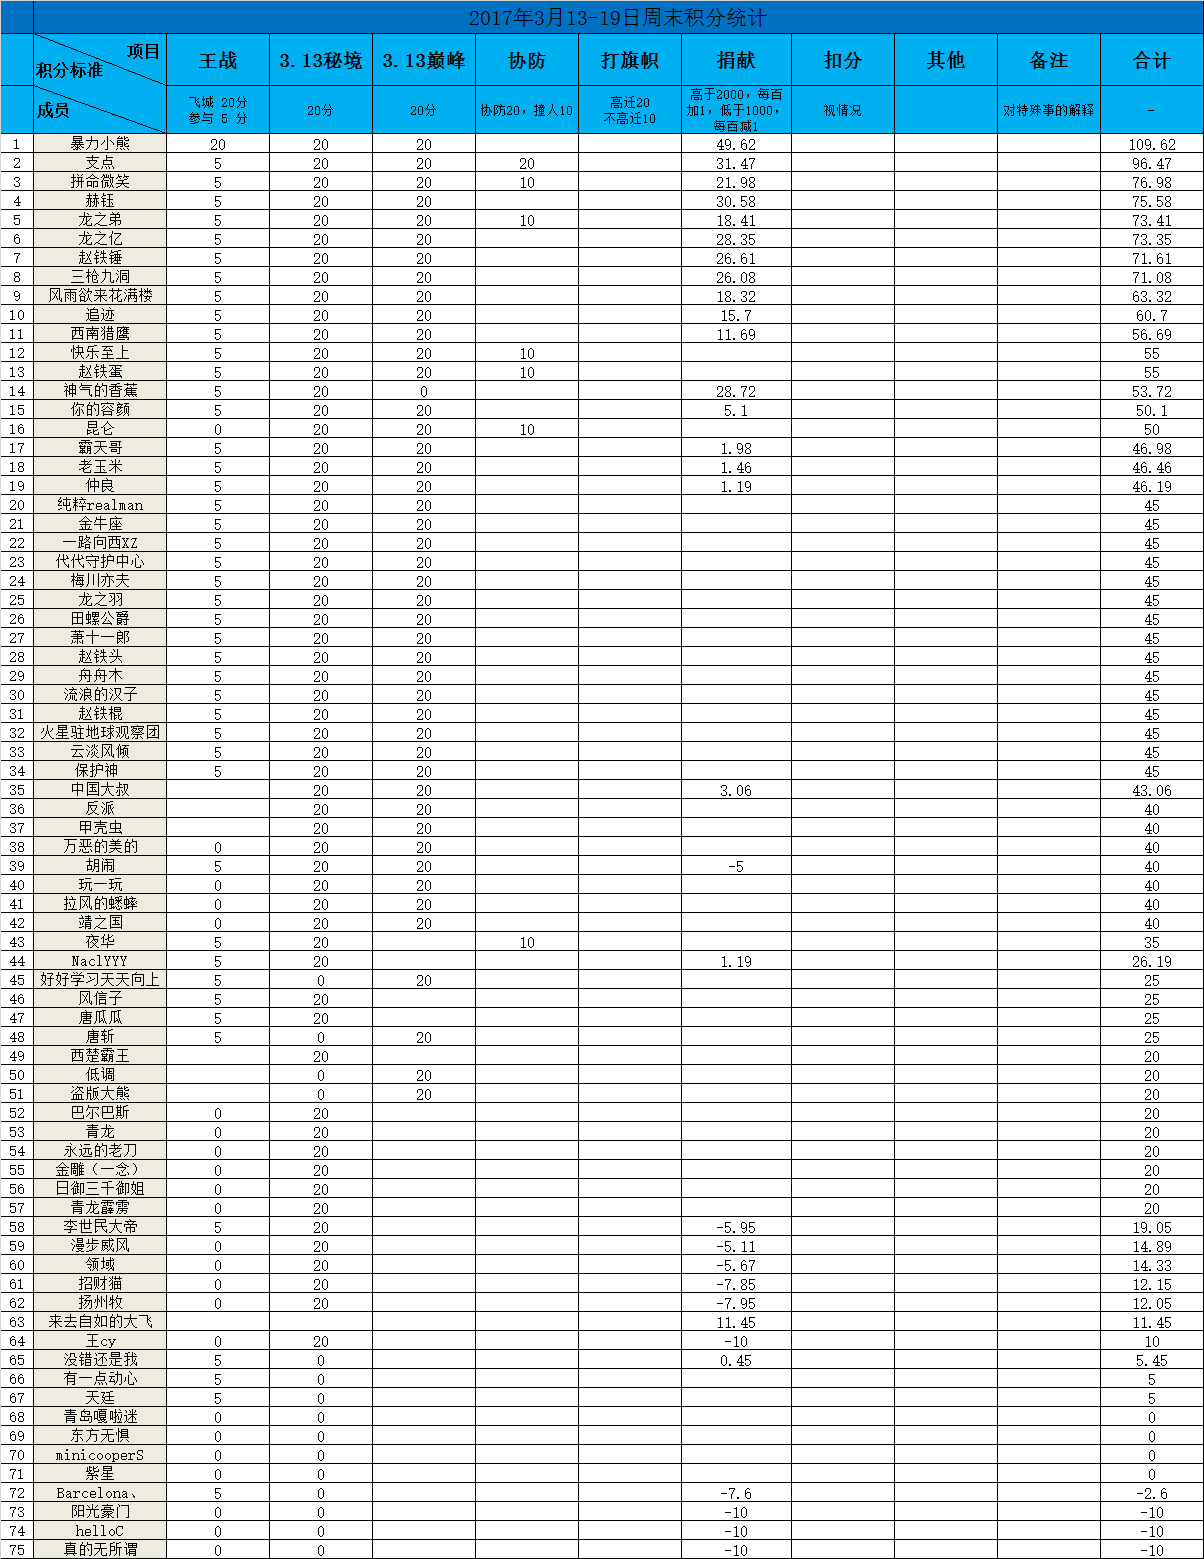 2017年3月13-19日周末积分统计
项目 积分标准 王战 3.13秘境 3.13巅峰 协防 打旗帜 捐献 扣分 其他 备注 合计
成员 飞城 20分 参与 5 分 20分 20分 协防20，撞人10 高迁20 不高迁10 高于2000，每百加1，低于1000，每百减1 视情况 对特殊事的解释 -
1 暴力小熊 20 20 20 49.62 109.62
2 支点 5 20 20 20 31.47 96.47
3 拼命微笑 5 20 20 10 21.98 76.98
4 赫钰 5 20 20 30.58 75.58
5 龙之弟 5 20 20 10 18.41 73.41
6 龙之亿 5 20 20 28.35 73.35
7 赵铁锤 5 20 20 26.61 71.61
8 三枪九洞 5 20 20 26.08 71.08
9 风雨欲来花满楼 5 20 20 18.32 63.32
10 追迹 5 20 20 15.7 60.7
11 西南猎鹰 5 20 20 11.69 56.69
12 快乐至上 5 20 20 10 55
13 赵铁蛋 5 20 20 10 55
14 神气的香蕉 5 20 0 28.72 53.72
15 你的容颜 5 20 20 5.1 50.1
16 昆仑 0 20 20 10 50
17 霸天哥 5 20 20 1.98 46.98
18 老玉米 5 20 20 1.46 46.46
19 仲良 5 20 20 1.19 46.19
20 纯粹realman 5 20 20 45
21 金牛座 5 20 20 45
22 一路向西XZ 5 20 20 45
23 代代守护中心 5 20 20 45
24 梅川亦夫 5 20 20 45
25 龙之羽 5 20 20 45
26 田螺公爵 5 20 20 45
27 萧十一郎 5 20 20 45
28 赵铁头 5 20 20 45
29 舟舟木 5 20 20 45
30 流浪的汉子 5 20 20 45
31 赵铁棍 5 20 20 45
32 火星驻地球观察团 5 20 20 45
33 云淡风倾 5 20 20 45
34 保护神 5 20 20 45
35 中国大叔 20 20 3.06 43.06
36 反派 20 20 40
37 甲壳虫 20 20 40
38 万恶的美的 0 20 20 40
39 胡闹 5 20 20 -5 40
40 玩一玩 0 20 20 40
41 拉风的蟋蟀 0 20 20 40
42 靖之国 0 20 20 40
43 夜华 5 20 10 35
44 NaclYYY 5 20 1.19 26.19
45 好好学习天天向上 5 0 20 25
46 风信子 5 20 25
47 唐瓜瓜 5 20 25
48 唐斩 5 0 20 25
49 西楚霸王 20 20
50 低调 0 20 20
51 盗版大熊 0 20 20
52 巴尔巴斯 0 20 20
53 青龙 0 20 20
54 永远的老刀 0 20 20
55 金雕（一念） 0 20 20
56 日御三千御姐 0 20 20
57 青龙霹雳 0 20 20
58 李世民大帝 5 20 -5.95 19.05
59 漫步威风 0 20 -5.11 14.89
60 领域 0 20 -5.67 14.33
61 招财猫 0 20 -7.85 12.15
62 扬州牧 0 20 -7.95 12.05
63 来去自如的大飞 11.45 11.45
64 王cy 0 20 -10 10
65 没错还是我 5 0 0.45 5.45
66 有一点动心 5 0 5
67 天廷 5 0 5
68 青岛嘎啦迷 0 0 0
69 东方无惧 0 0 0
70 minicooperS 0 0 0
71 紫星 0 0 0
72 Barcelona、 5 0 -7.6 -2.6
73 阳光豪门 0 0 -10 -10
74 helloC 0 0 -10 -10
75 真的无所谓 0 0 -10 -10